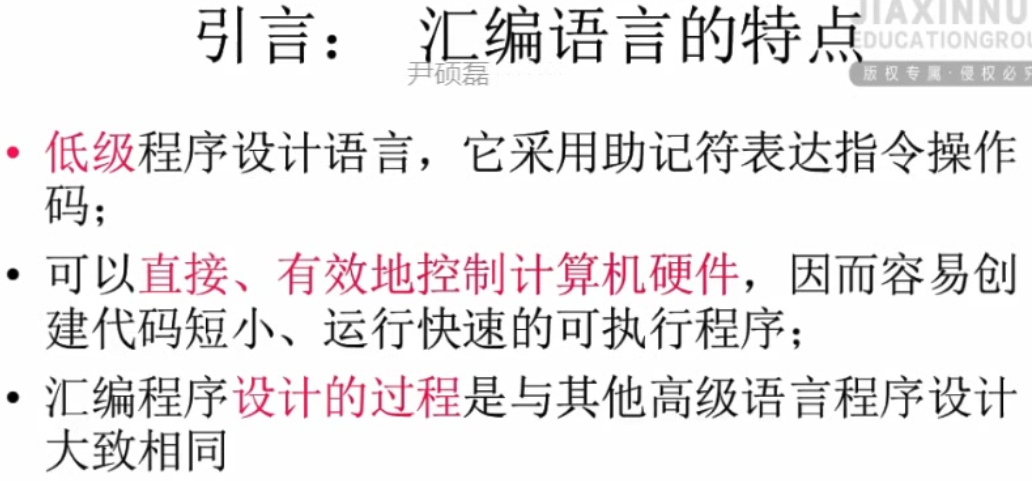 引言： 汇编语言的特点
JIAXINNU
EDUCATIONGROU
版权专属·侵权必究
尹硕磊
• 低级程序设计语言，它采用助记符表达指令操作
码；
• 可以直接、有效地控制计算机硬件，因而容易创
建代码短小、运行快速的可执行程序；
• 汇编程序设计的过程是与其他高级语言程序设计
大致相同